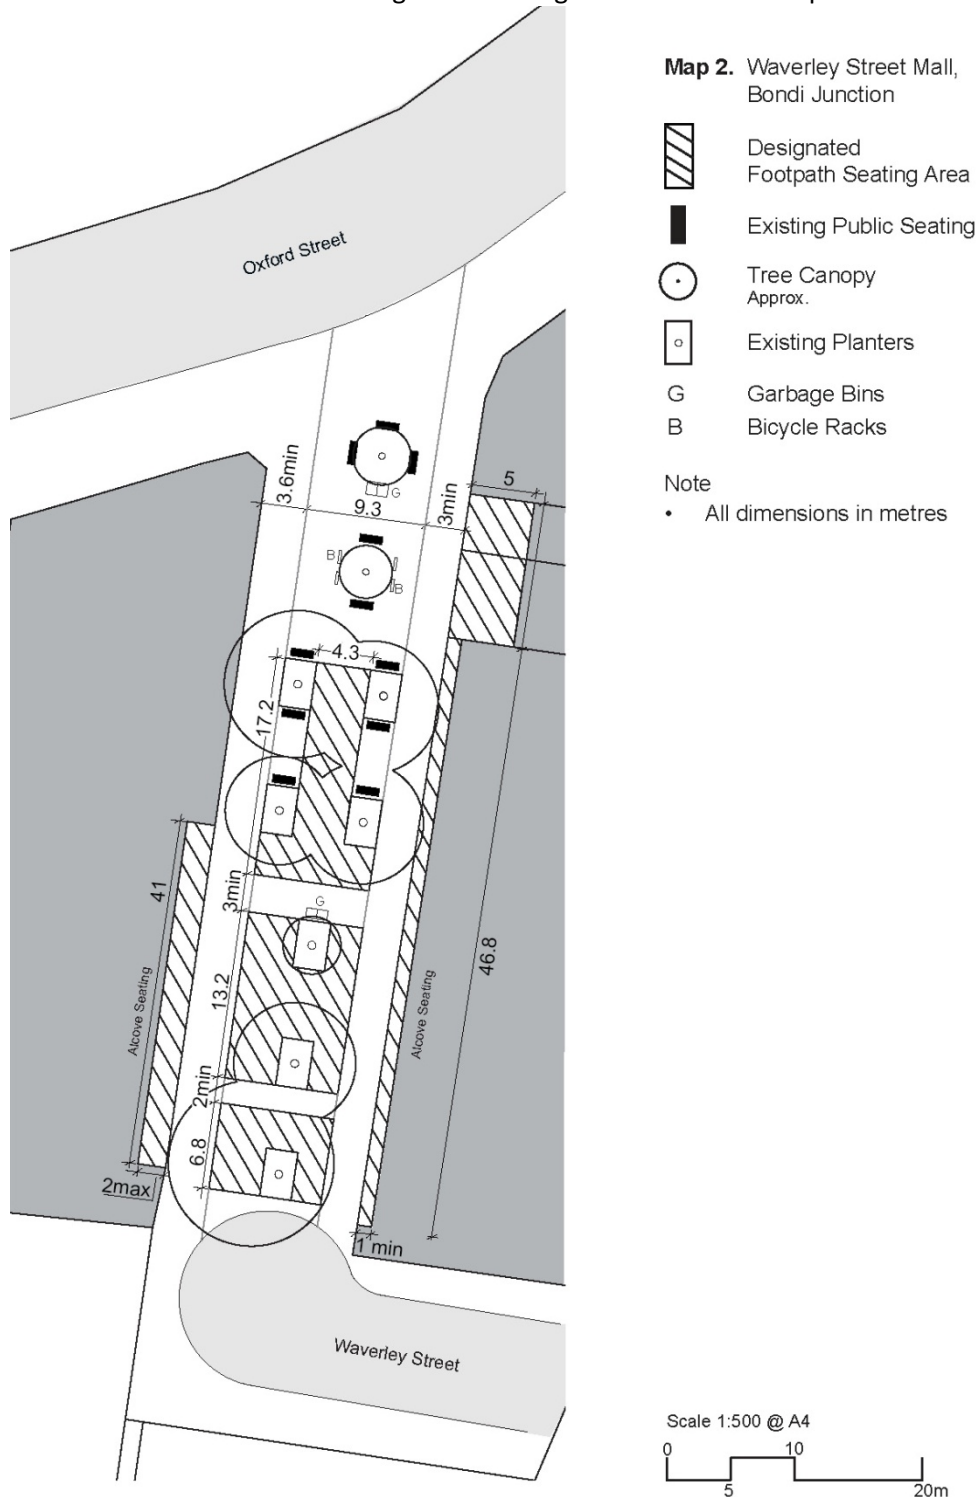 Map 2. Waverley Street Mall,
Bondi Junction
Designated
Footpath Seating Area
Existing Public Seating
Tree Canopy
Approx.
Existing Planters
G Garbage Bins
B Bicycle Racks
Note
• All dimensions in metres
Oxford Street
3.6min
9.3
3min
5
G
B
B
4.3
17.2
41
3min
G
13.2
46.8
Alcove Seating
Alcove Seating
2min
6.8
2max
1 min
Waverley Street
Scale 1:500 @ A4
0 10
5 20m